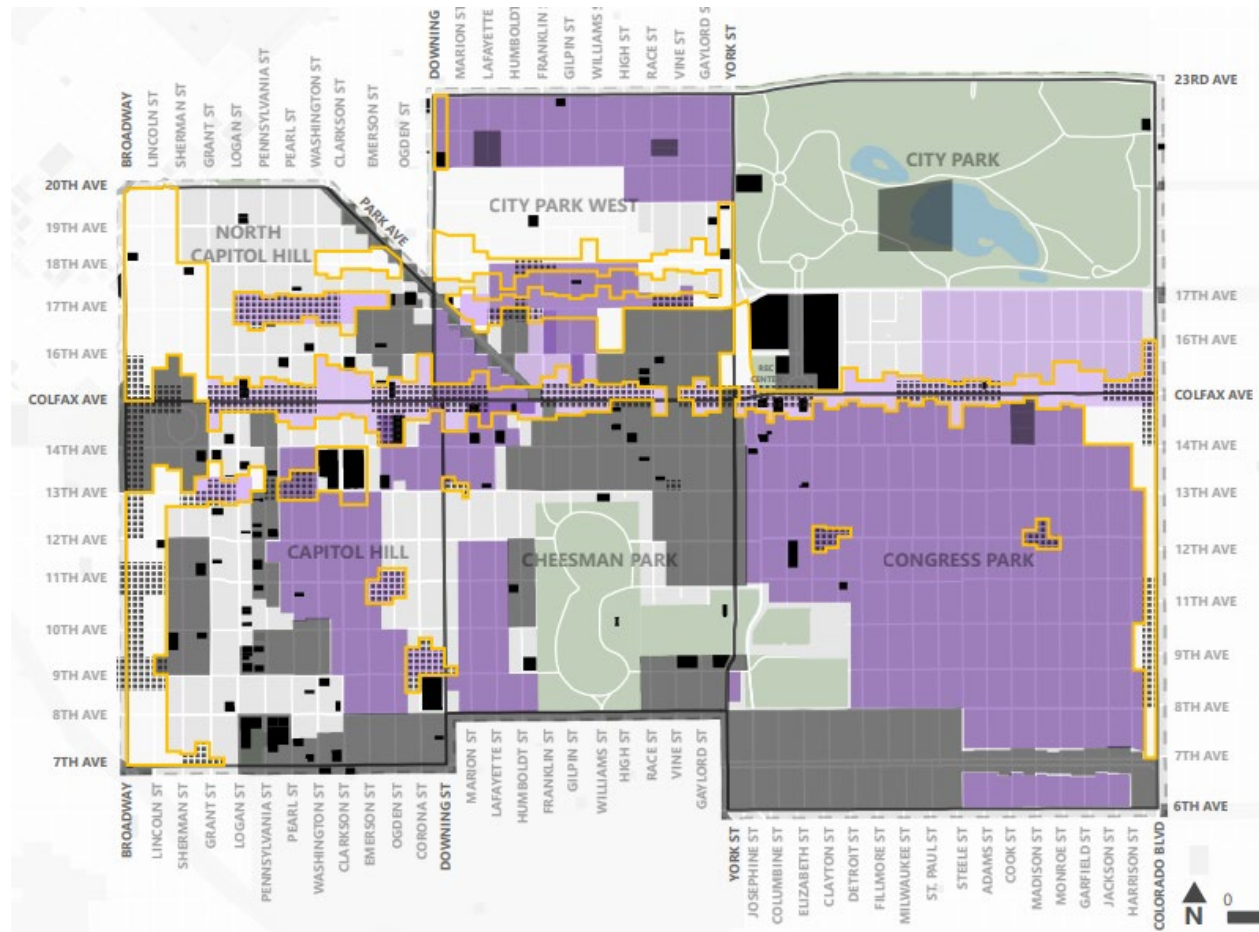 DOWNING
MARION ST
LAFAYETTE
HUMBOLDT
FRANKLIN
GILPIN ST
WILLIAMS
HIGH ST
RACE ST
VINE ST
GAYLORD ST
YORK ST
BROADWAY
LINCOLN ST
SHERMAN ST
GRANT ST
LOGAN ST
PENNSYLVANIA ST
PEARL ST
WASHINGTON ST
CLARKSON ST
EMERSON ST
OGDEN ST
23RD AVE
CITY PARK
20TH AVE
PARK AVE
CITY PARK WEST
19TH AVE
NORTH
CAPITOL HILL
18TH AVE
17TH AVE
17TH AVE
16TH AVE
16TH AVE
REC
CENTER
COLFAX AVE
COLFAX AVE
14TH AVE
14TH AVE
13TH AVE
13TH AVE
12TH AVE
CAPITOL HILL
CHEESMAN PARK
CONGRESS PARK
12TH AVE
11TH AVE
11TH AVE
10TH AVE
9TH AVE
9TH AVE
8TH AVE
8TH AVE
7TH AVE
7TH AVE
6TH AVE
BROADWAY
LINCOLN ST
SHERMAN ST
GRANT ST
LOGAN ST
PENNSYLVANIA ST
PEARL ST
WASHINGTON ST
CLARKSON ST
EMERSON ST
OGDEN ST
CORONA ST
DOWNING ST
MARION ST
LAFAYETTE ST
HUMBOLDT ST
FRANKLIN ST
GILPIN ST
WILLIAMS ST
HIGH ST
RACE ST
VINE ST
GAYLORD ST
YORK ST
JOSEPHINE ST
COLUMBINE ST
ELIZABETH ST
CLAYTON ST
DETROIT ST
FILLMORE ST
MILWAUKEE ST
ST. PAUL ST
STEELE ST
ADAMS ST
COOK ST
MADISON ST
MONROE ST
GARFIELD ST
JACKSON ST
HARRISON ST
COLORADO BLVD
N
0